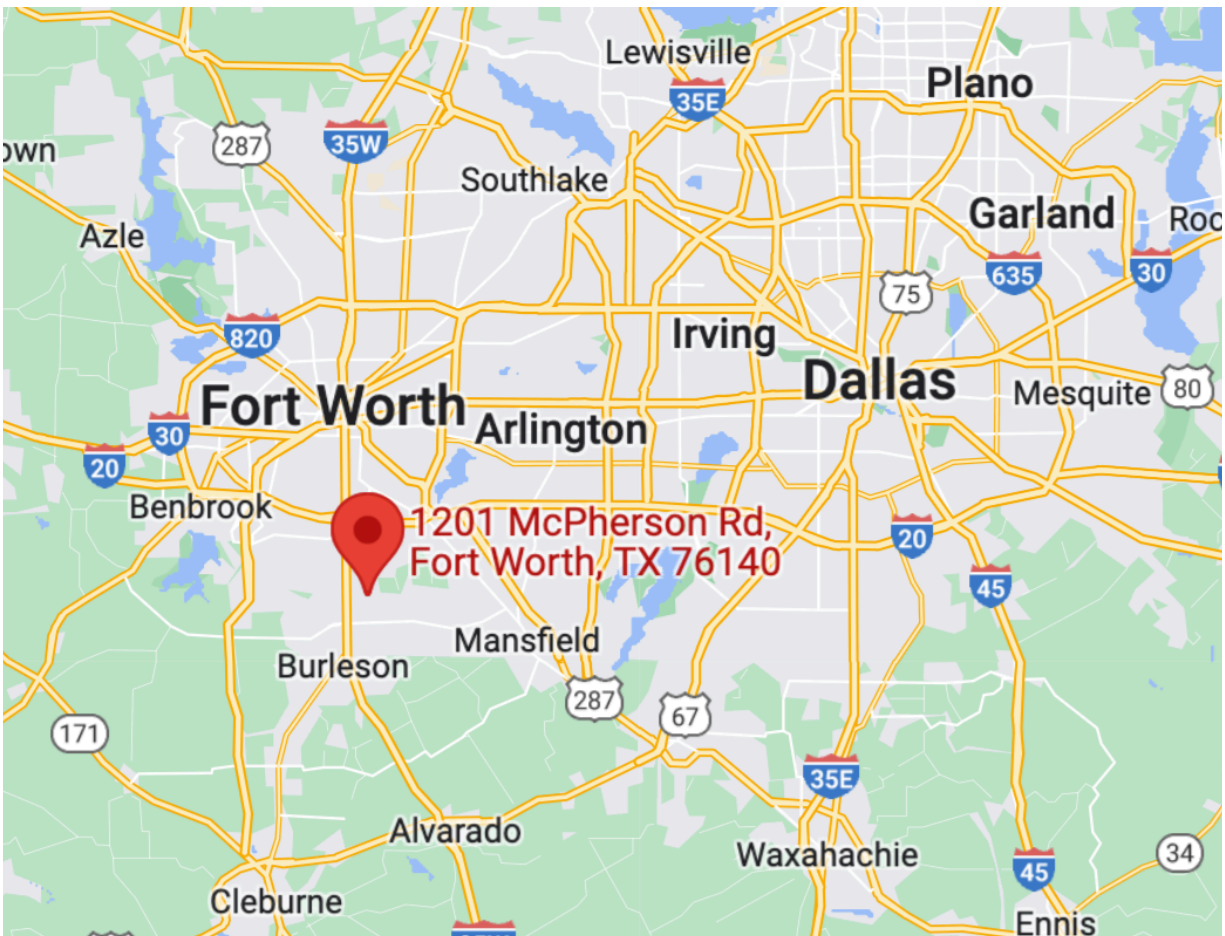 Lewisville
Plano
35E
287
35W
own
Southlake
Garland
Roc
Azle
635
30
75
820
Irving
Dallas
Mesquite
80
Fort Worth
Arlington
30
20
Benbrook
1201 McPherson Rd,
Fort Worth, TX 76140
20
45
Mansfield
Burleson
287
67
171
35E
Alvarado
Waxahachie
34
45
Cleburne
Ennis